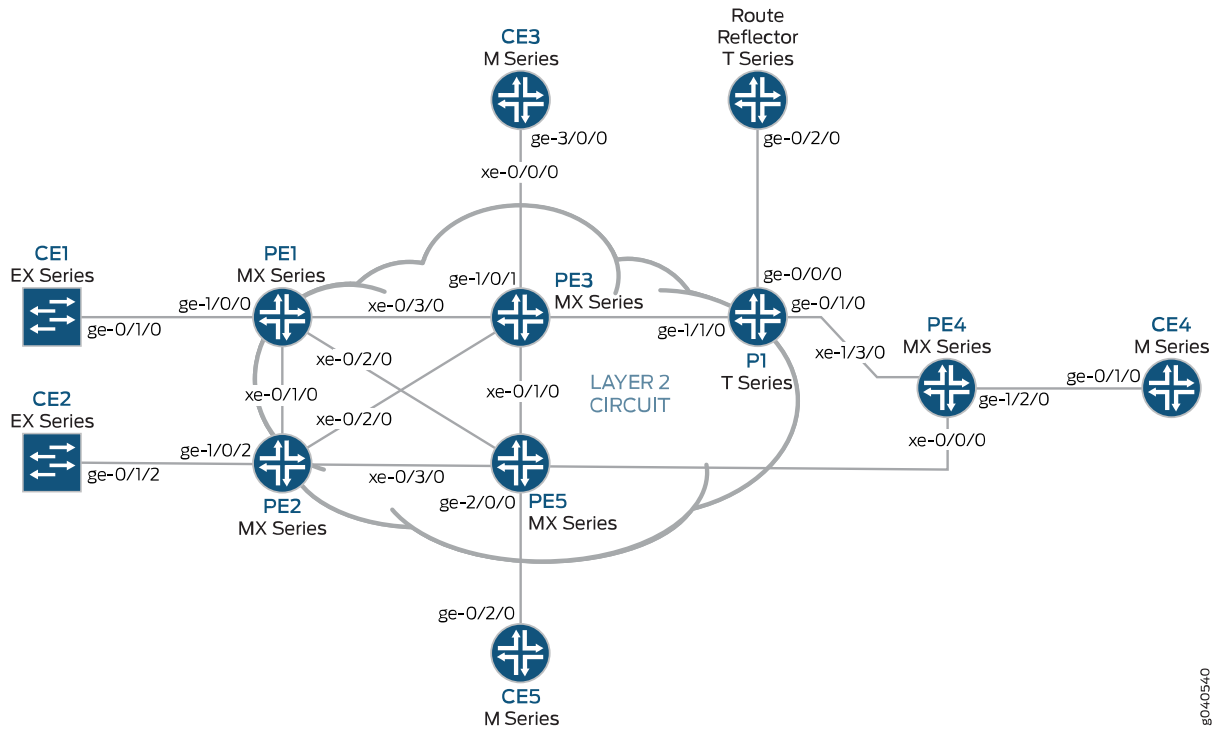 CE3
M Series
ge-3/0/0
xe-0/0/0
Route
Reflector
T Series
ge-0/2/0
CE1
EX Series
ge-0/1/0
PE1
MX Series
ge-1/0/0
xe-0/3/0
ge-1/0/1
PE3
MX Series
ge-1/1/0
ge-0/0/0
ge-0/1/0
P1
T Series
xe-1/3/0
PE4
MX Series
ge-1/2/0
xe-0/0/0
CE4
M Series
ge-0/1/0
xe-0/2/0
xe-0/1/0
xe-0/2/0
xe-0/1/0
LAYER 2
CIRCUIT
CE2
EX Series
ge-0/1/2
ge-1/0/2
PE2
MX Series
xe-0/3/0
ge-2/0/0
PE5
MX Series
ge-0/2/0
CE5
M Series
g040540